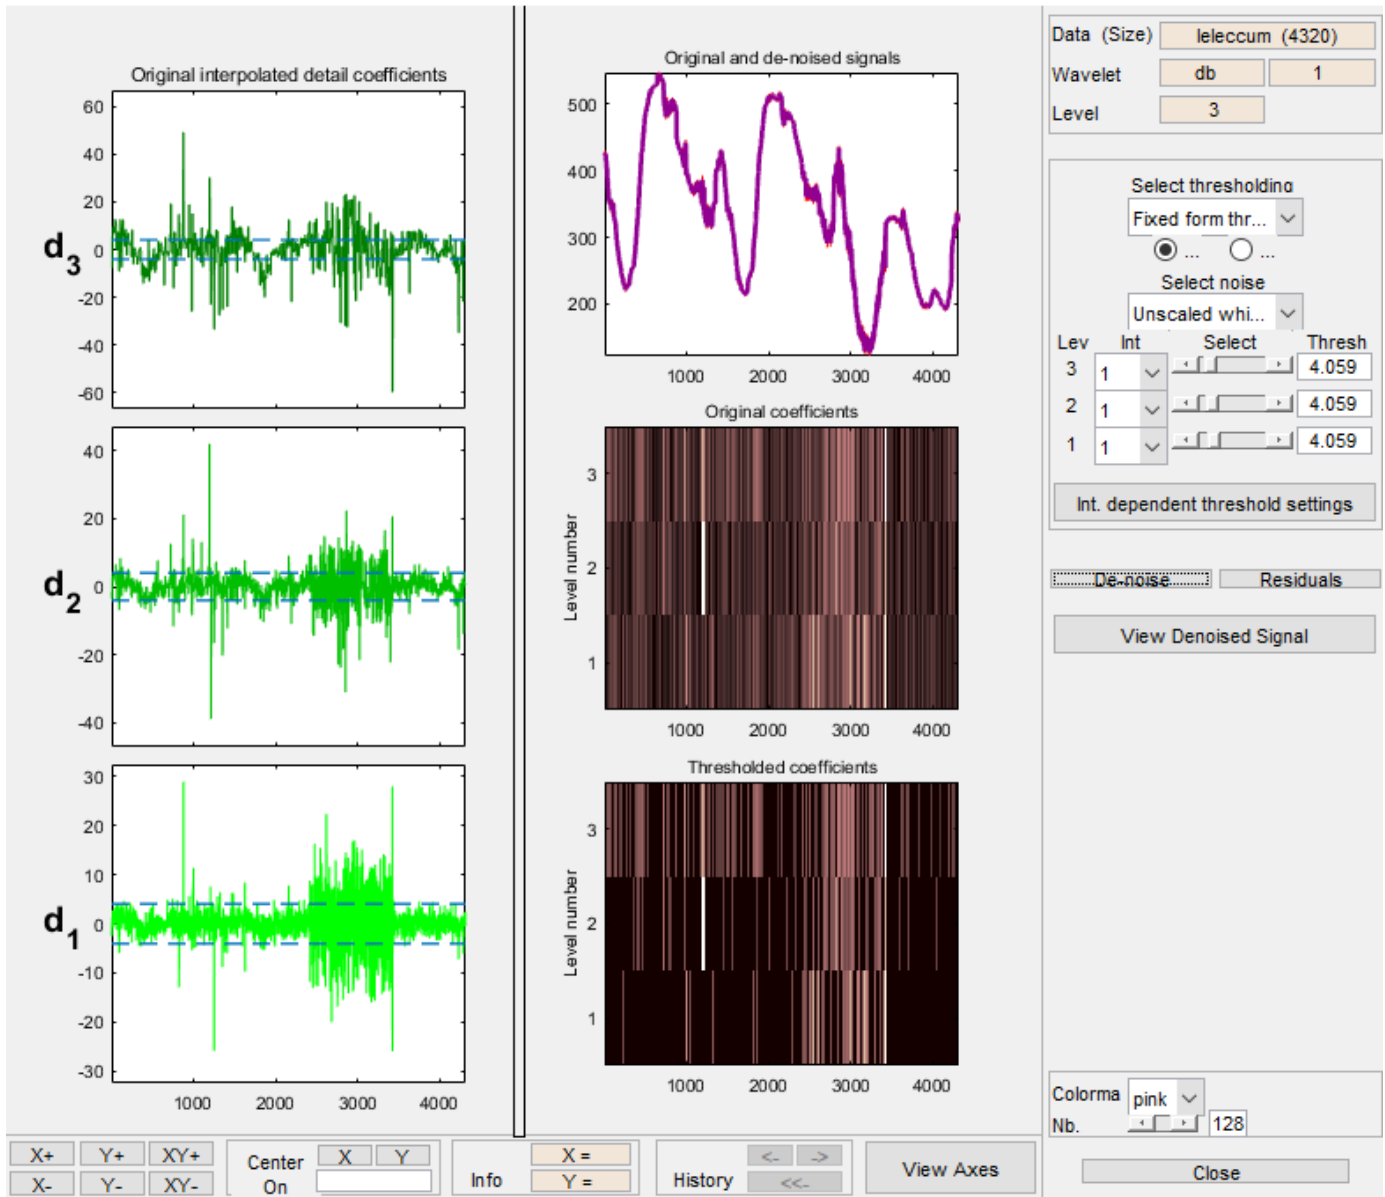 Original interpolated detail coefficients
60
40
20
0
-20
-40
-60
d3
40
20
0
-20
-40
d2
30
20
10
0
-10
-20
-30
d1
1000 2000 3000 4000
Original and de-noised signals
500
400
300
200
1000 2000 3000 4000
Original coefficients
Level number
3
2
1
1000 2000 3000 4000
Thresholded coefficients
Level number
3
2
1
1000 2000 3000 4000
Data (Size) leleccum (4320)
Wavelet db 1
Level 3
Select thresholding
Fixed form thr...
... ...
Select noise
Unscaled whi...
Lev Int Select Thresh
3 1 4.059
2 1 4.059
1 1 4.059
Int. dependent threshold settings
De-noise Residuals
View Denoised Signal
Colorma pink
Nb. 128
X+ Y+ XY+
X- Y- XY-
Center On X Y
Info X = Y =
History <- -> <<-
View Axes
Close